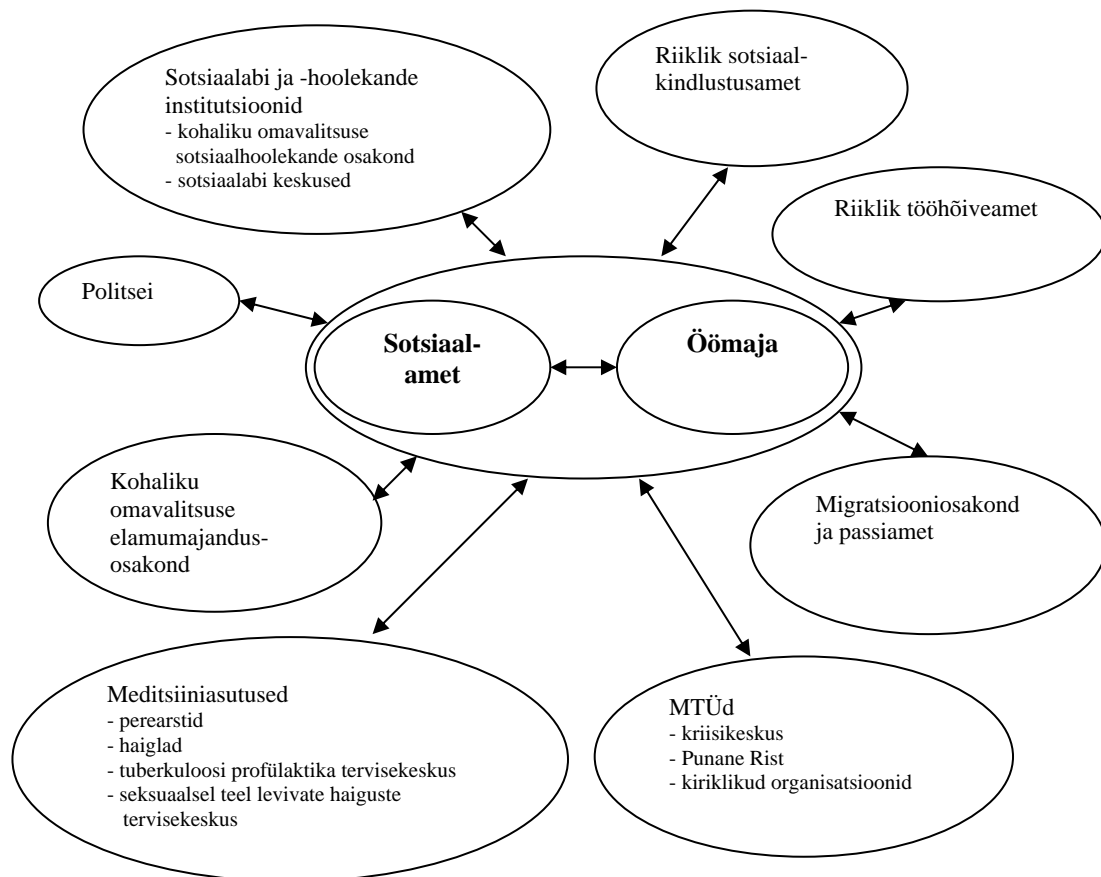 Sotsiaalabi ja -hoolekande
institutsioonid
- kohaliku omavalitsuse
sotsiaalhoolekande osakond
- sotsiaalabi keskused
Riiklik sotsiaal-
kindlustusamet
Riiklik tööhõiveamet
Politsei
Sotsiaal-
amet
Öömaja
Kohaliku
omavalitsuse
elamumajandus-
osakond
Migratsiooniosakond
ja passiamet
Meditsiiniasutused
- perearstid
- haiglad
- tuberkuloosi profülaktika tervisekeskus
- seksuaalsel teel levivate haiguste
tervisekeskus
MTÜd
- kriisikeskus
- Punane Rist
- kiriklikud organisatsioonid